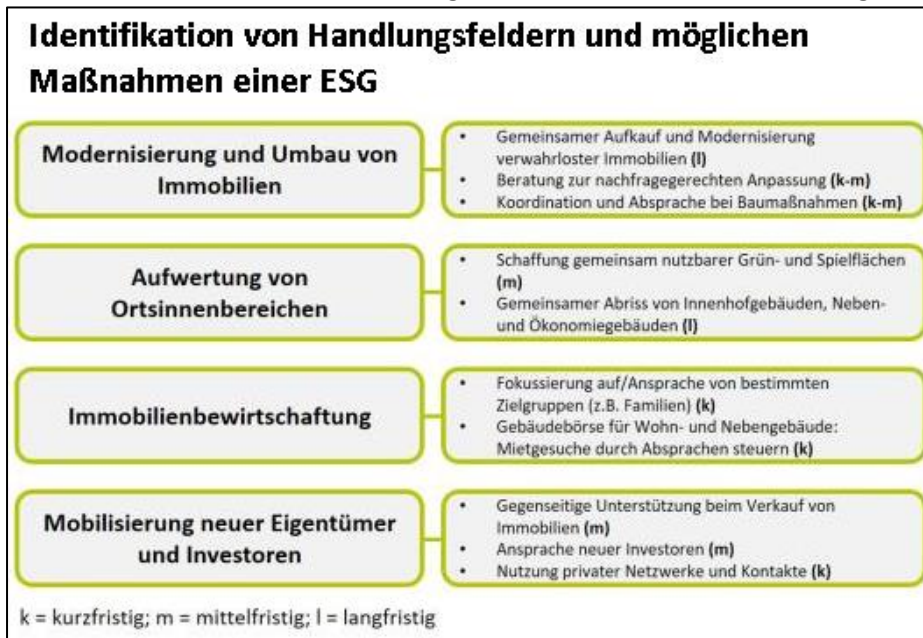 Identifikation von Handlungsfeldern und möglichen
Maßnahmen einer ESG
Modernisierung und Umbau von
Immobilien
• Gemeinsamer Aufkauf und Modernisierung
verwahrloster Immobilien (l)
• Beratung zur nachfragegerechten Anpassung (k-m)
• Koordination und Absprache bei Baumaßnahmen (k-m)
Aufwertung von
Ortsinnenbereichen
• Schaffung gemeinsam nutzbarer Grün- und Spielflächen
(m)
• Gemeinsamer Abriss von Innenhofgebäuden, Neben-
und Ökonomiegebäuden (l)
Immobilienbewirtschaftung
• Fokussierung auf/Ansprache von bestimmten
Zielgruppen (z.B. Familien) (k)
• Gebäudebörse für Wohn- und Nebengebäude:
Mietgesuche durch Absprachen steuern (k)
Mobilisierung neuer Eigentümer
und Investoren
• Gegenseitige Unterstützung beim Verkauf von
Immobilien (m)
• Ansprache neuer Investoren (m)
• Nutzung privater Netzwerke und Kontakte (k)
k = kurzfristig; m = mittelfristig; l = langfristig